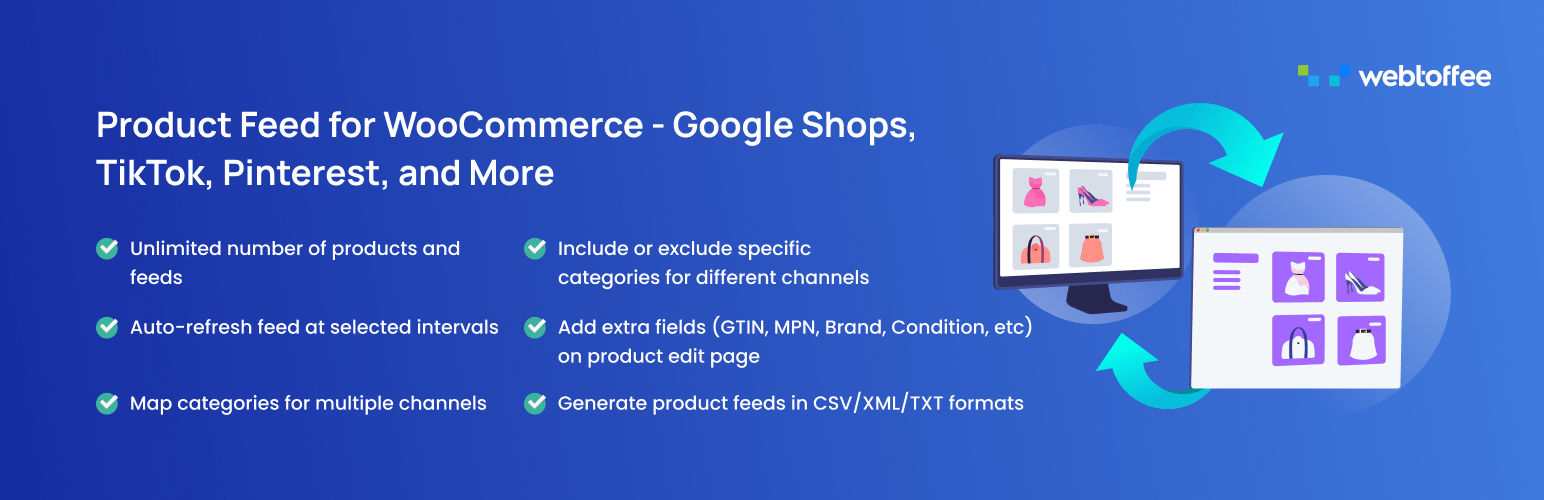 webtoffee
Product Feed for WooCommerce - Google Shops,
TikTok, Pinterest, and More
Unlimited number of products and
feeds
Auto-refresh feed at selected intervals
Map categories for multiple channels
Include or exclude specific
categories for different channels
Add extra fields (GTIN, MPN, Brand, Condition, etc)
on product edit page
Generate product feeds in CSV/XML/TXT formats